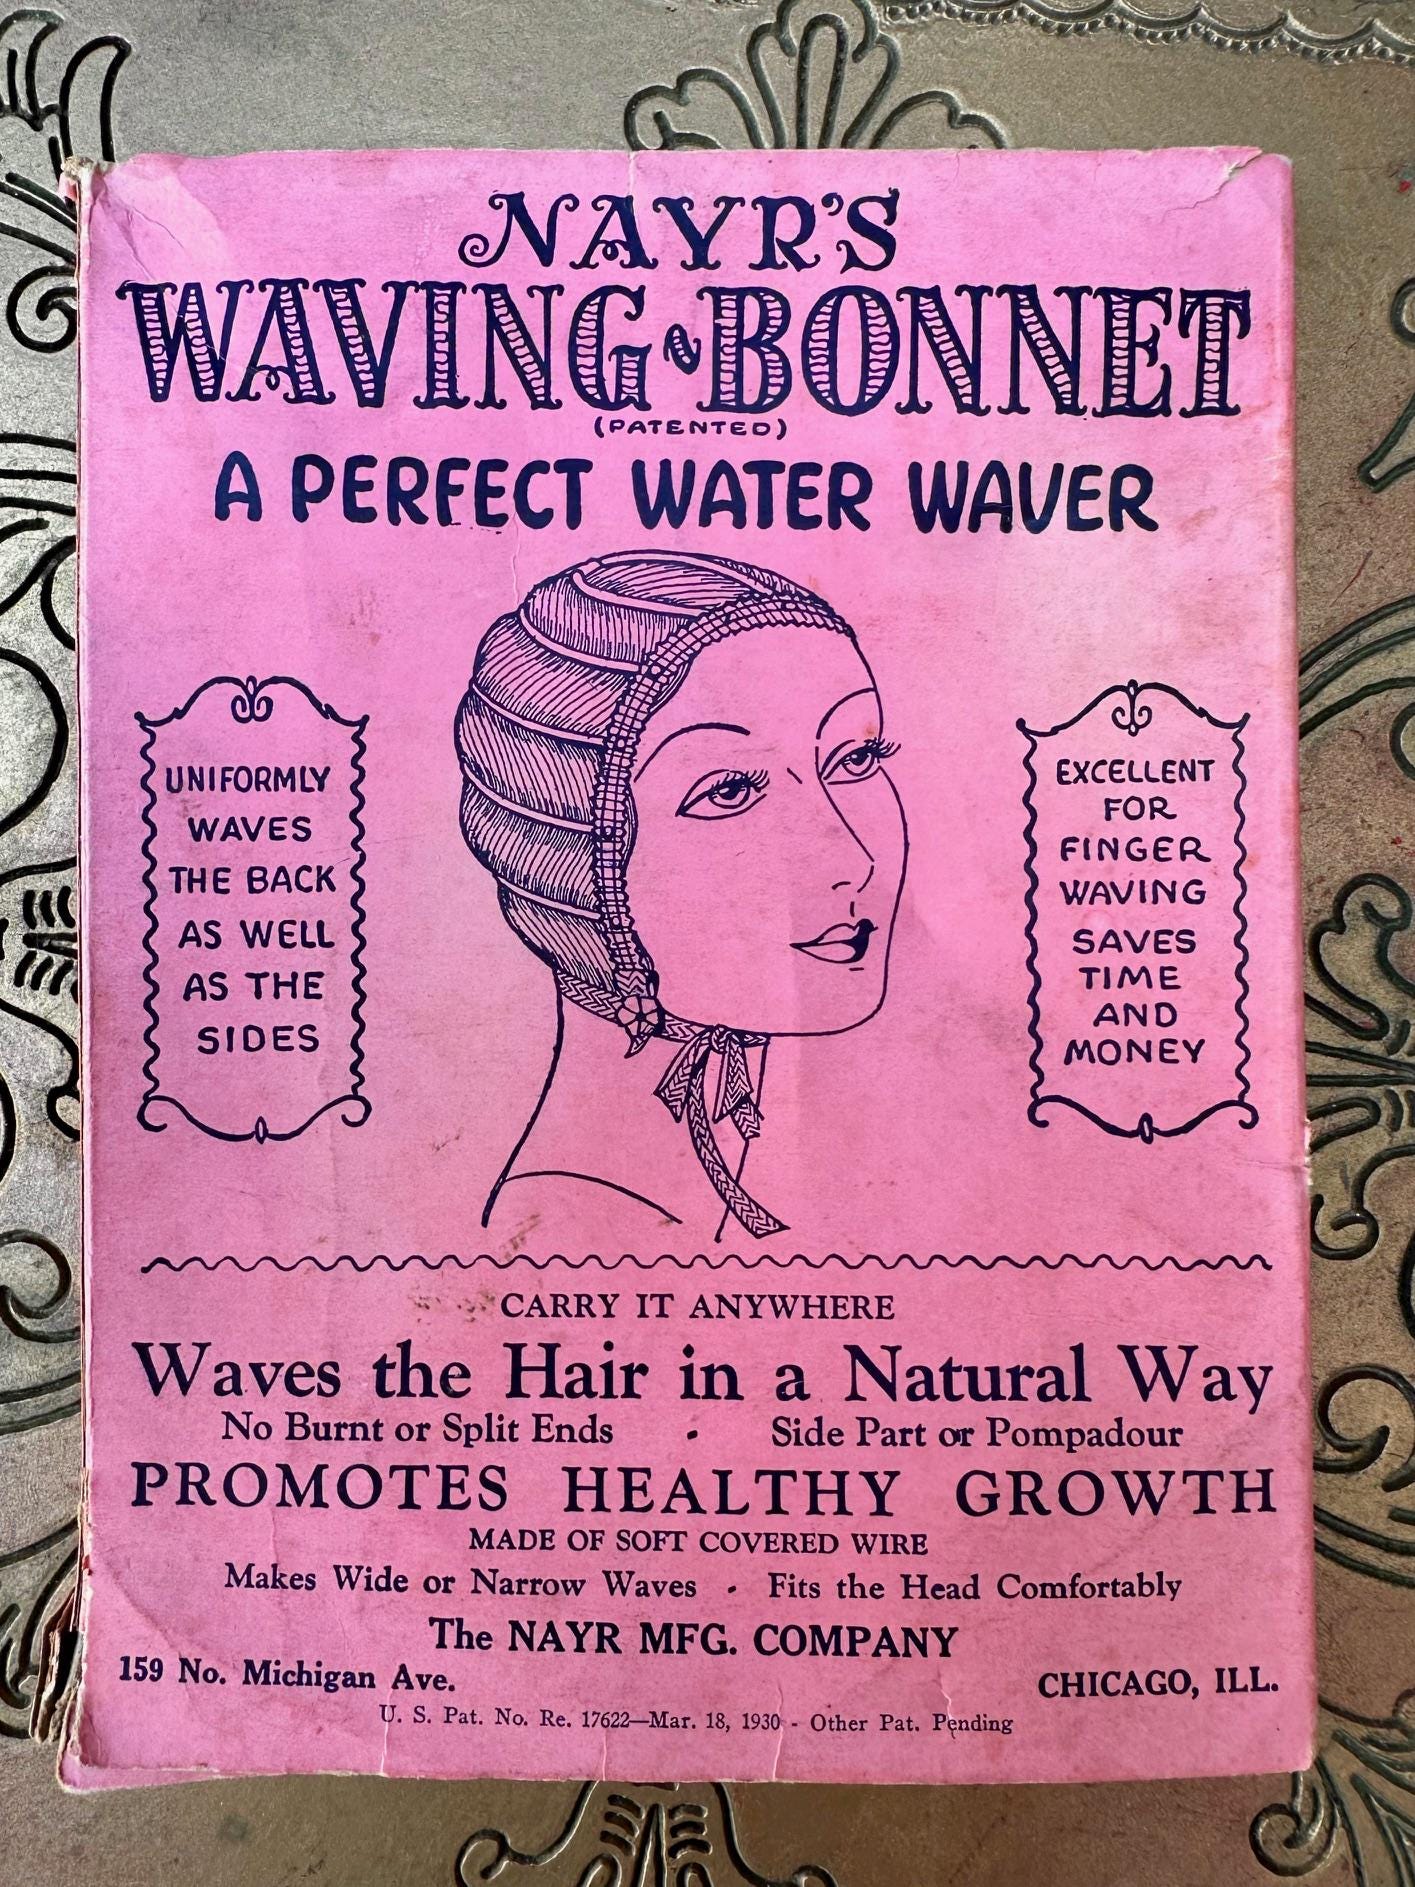 NAYR'S
WAVING-BONNET
(PATENTED)
A PERFECT WATER WAVER
UNIFORMLY
WAVES
THE BACK
AS WELL
AS THE
SIDES
EXCELLENT
FOR
FINGER
WAVING
SAVES
TIME
AND
MONEY
CARRY IT ANYWHERE
Waves the Hair in a Natural Way
No Burnt or Split Ends • Side Part or Pompadour
PROMOTES HEALTHY GROWTH
MADE OF SOFT COVERED WIRE
Makes Wide or Narrow Waves • Fits the Head Comfortably
The NAYR MFG. COMPANY
159 No. Michigan Ave. CHICAGO, ILL.
U. S. Pat. No. Re. 17622—Mar. 18, 1930 - Other Pat. Pending